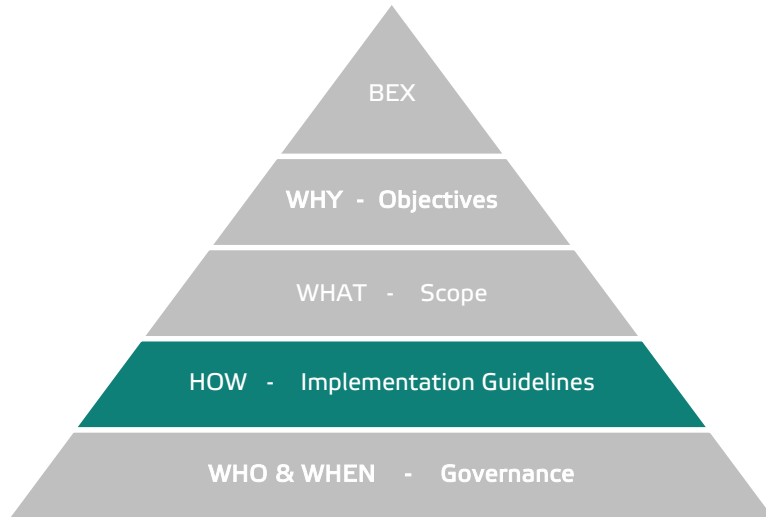 BEX
WHY - Objectives
WHAT - Scope
HOW - Implementation Guidelines
WHO & WHEN - Governance